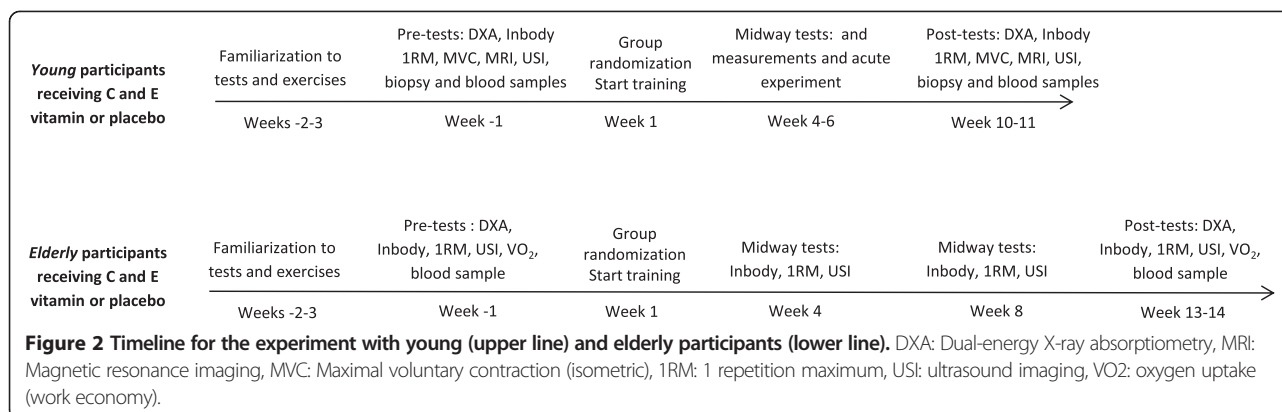 Young participants
receiving C and E
vitamin or placebo
Familiarization to
tests and exercises
Weeks -2-3
Pre-tests: DXA, Inbody
1RM, MVC, MRI, USI,
biopsy and blood samples
Week -1
Group
randomization
Start training
Week 1
Midway tests: and
measurements and acute
experiment
Week 4-6
Post-tests: DXA, Inbody
1RM, MVC, MRI, USI,
biopsy and blood samples
Week 10-11
Elderly participants
receiving C and E
vitamin or placebo
Familiarization to
tests and exercises
Weeks -2-3
Pre-tests : DXA,
Inbody, 1RM, USI, VO₂,
blood sample
Week -1
Group
randomization
Start training
Week 1
Midway tests:
Inbody, 1RM, USI
Week 4
Midway tests:
Inbody, 1RM, USI
Week 8
Post-tests: DXA,
Inbody, 1RM, USI, VO₂,
blood sample
Week 13-14
Figure 2 Timeline for the experiment with young (upper line) and elderly participants (lower line). DXA: Dual-energy X-ray absorptiometry, MRI:
Magnetic resonance imaging, MVC: Maximal voluntary contraction (isometric), 1RM: 1 repetition maximum, USI: ultrasound imaging, VO2: oxygen uptake
(work economy).